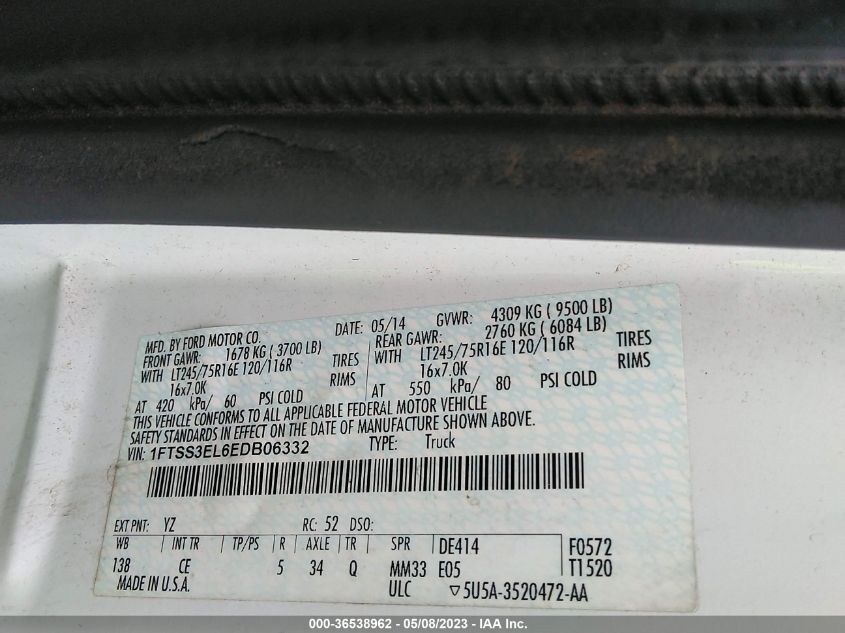 MFD. BY FORD MOTOR CO. DATE: 05/14 GVWR: 4309 KG ( 9500 LB)
FRONT GAWR: 1678 KG ( 3700 LB) REAR GAWR: 2760 KG ( 6084 LB)
WITH LT245/75R16E 120/116R TIRES WITH LT245/75R16E 120/116R TIRES
16x7.0K RIMS 16x7.0K RIMS
AT 420 kPa/ 60 PSI COLD AT 550 kPa/ 80 PSI COLD
THIS VEHICLE CONFORMS TO ALL APPLICABLE FEDERAL MOTOR VEHICLE
SAFETY STANDARDS IN EFFECT ON THE DATE OF MANUFACTURE SHOWN ABOVE.
VIN: 1FTSS3EL6EDB06332 TYPE: Truck
EXT PNT: YZ RC: 52 DSO:
WB INT TR TP/PS R AXLE TR SPR DE414 F0572
138 CE 5 34 Q MM33 E05 T1520
MADE IN U.S.A. ULC ▽5U5A-3520472-AA
000-36538962 - 05/08/2023 - IAA Inc.